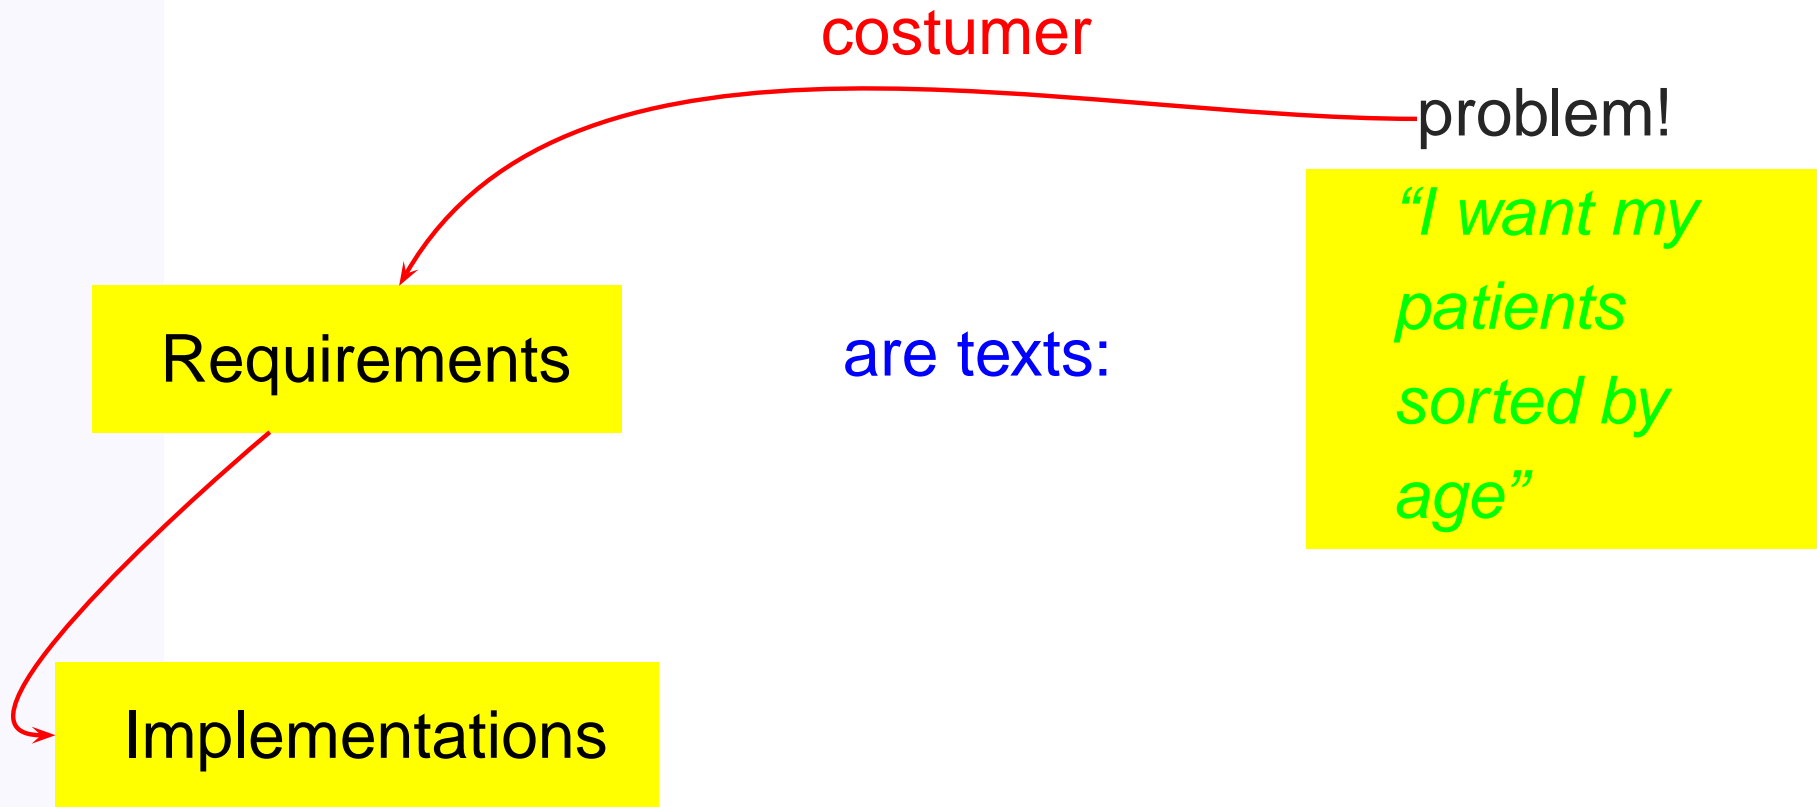 costumer
problem!
Requirements
are texts:
“I want my
patients
sorted by
age”
Implementations